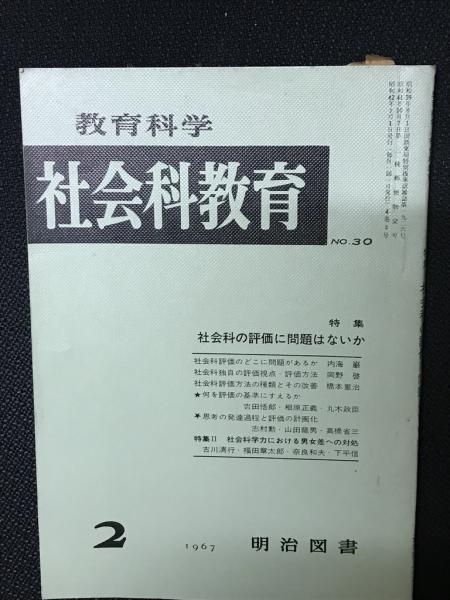 教育科学
社会科教育
NO.30
特集
社会科の評価に問題はないか
社会科評価のどこに問題があるか 内海 巌
社会科独自の評価視点・評価方法 岡野 啓
社会科評価方法の種類とその改善 橋本重治
★何を評価の基準にすえるか
吉田悟郎・相原正義・丸木政臣
★思考の発達過程と評価の計画化
志村勳・山田龍男・高橋省三
特集II 社会科学力における男女差への対処
古川清行・福田章太郎・奈良和夫・下平信
2
1967
明治図書